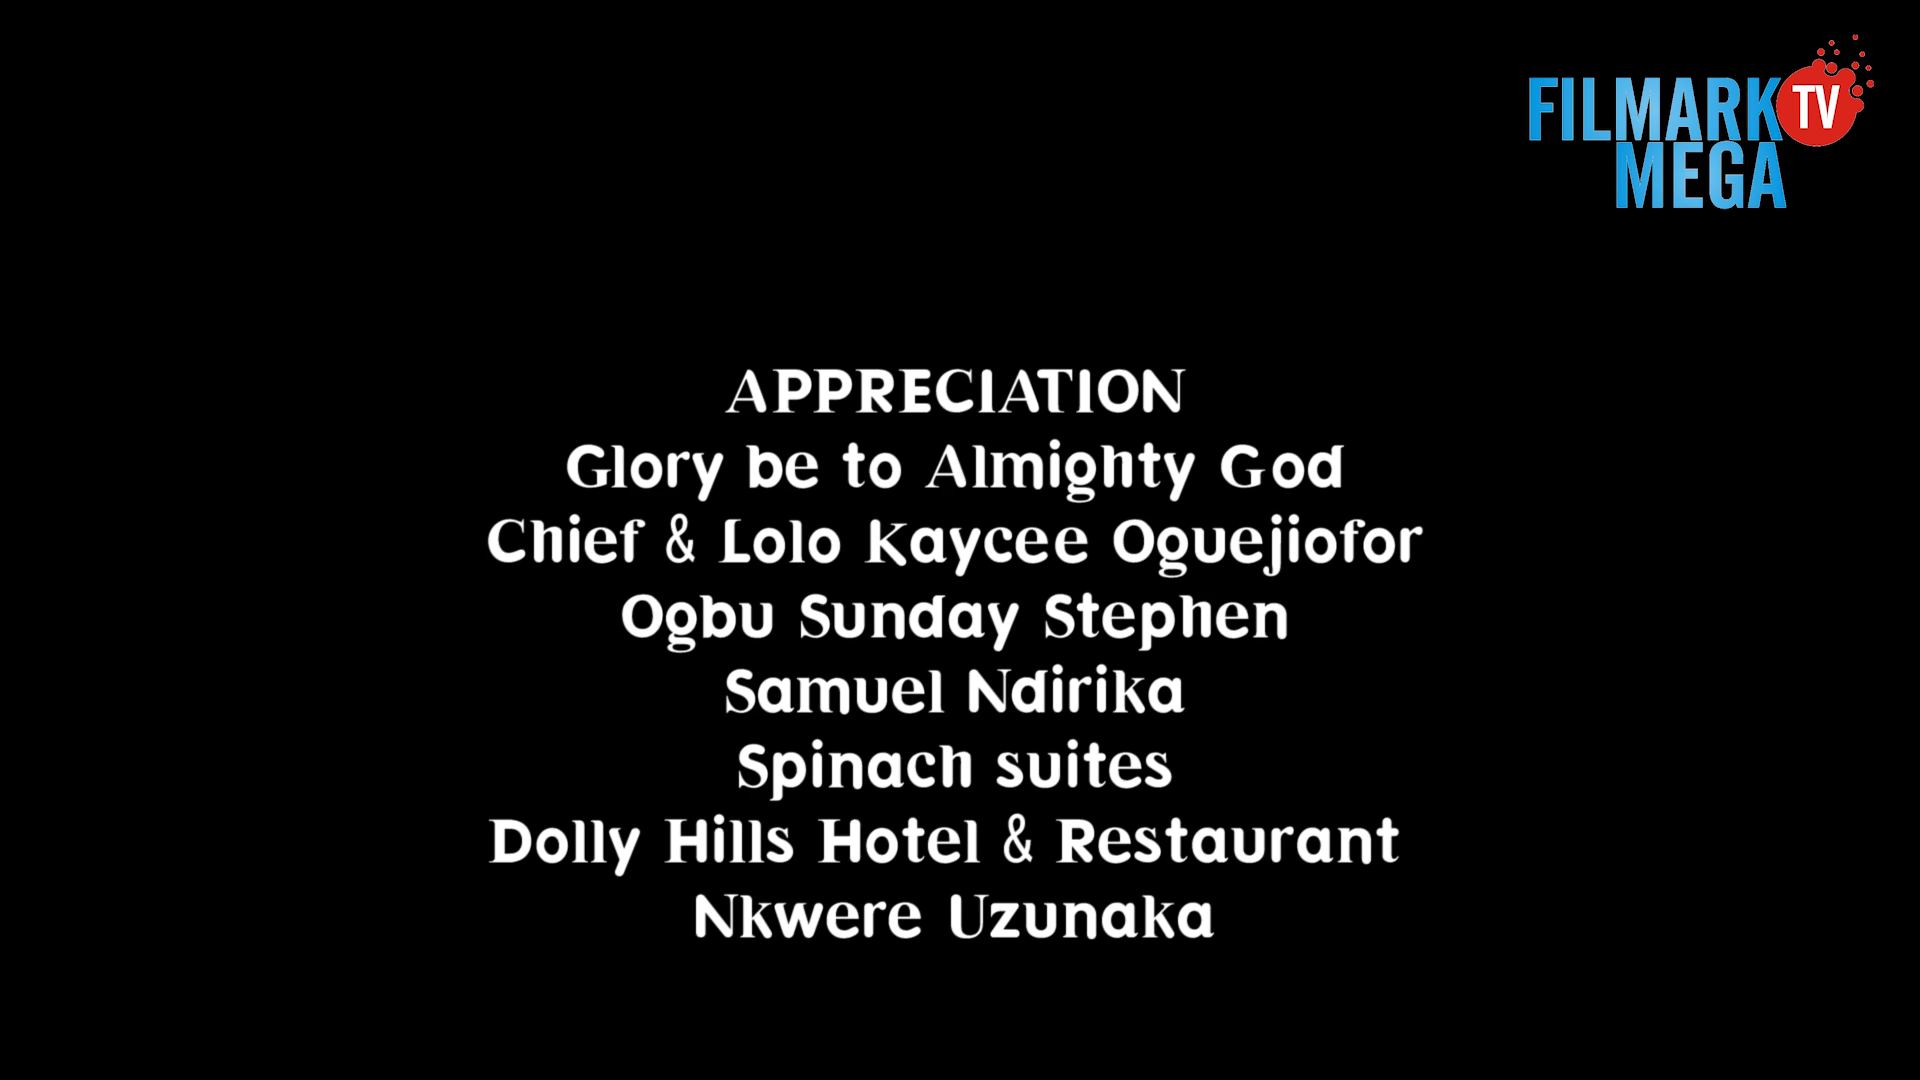 FILMARK TV
MEGA
APPRECIATION
Glory be to Almighty God
Chief & Lolo Kaycee Oguejiofor
Ogbu Sunday Stephen
Samuel Ndirika
Spinach suites
Dolly Hills Hotel & Restaurant
Nkwere Uzunaka